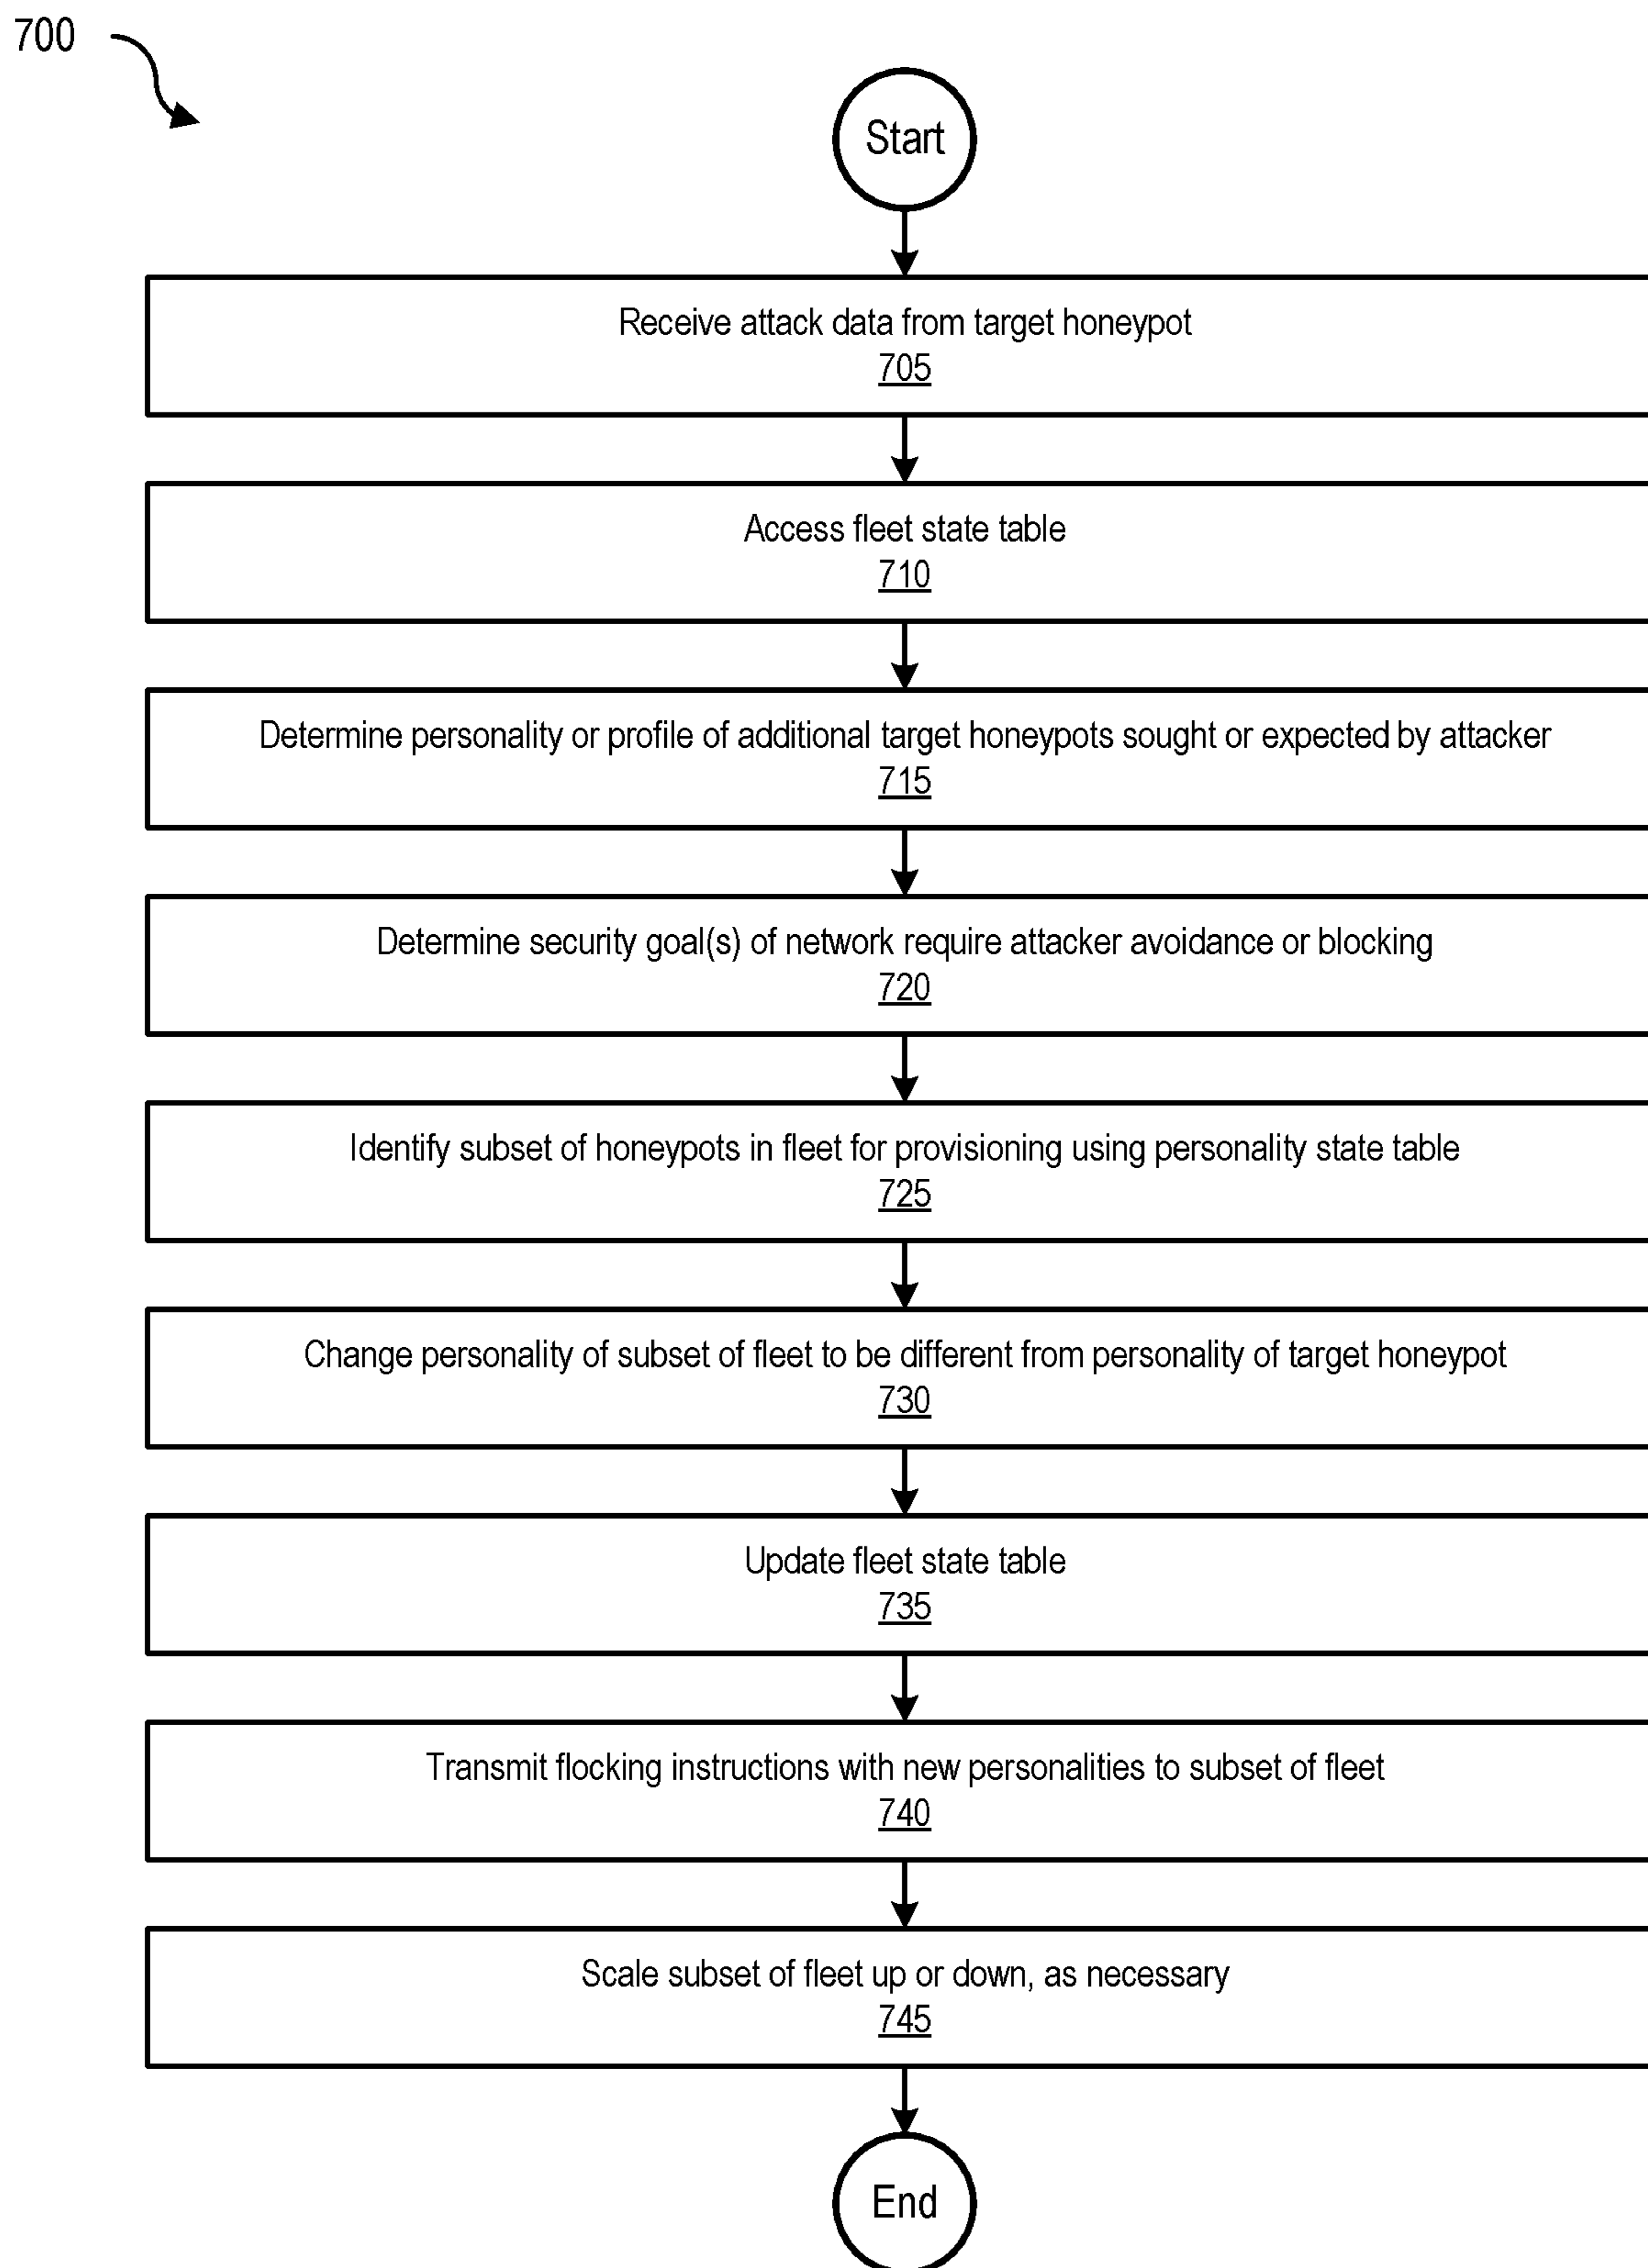 700
Start
Receive attack data from target honeypot
705
Access fleet state table
710
Determine personality or profile of additional target honeypots sought or expected by attacker
715
Determine security goal(s) of network require attacker avoidance or blocking
720
Identify subset of honeypots in fleet for provisioning using personality state table
725
Change personality of subset of fleet to be different from personality of target honeypot
730
Update fleet state table
735
Transmit flocking instructions with new personalities to subset of fleet
740
Scale subset of fleet up or down, as necessary
745
End